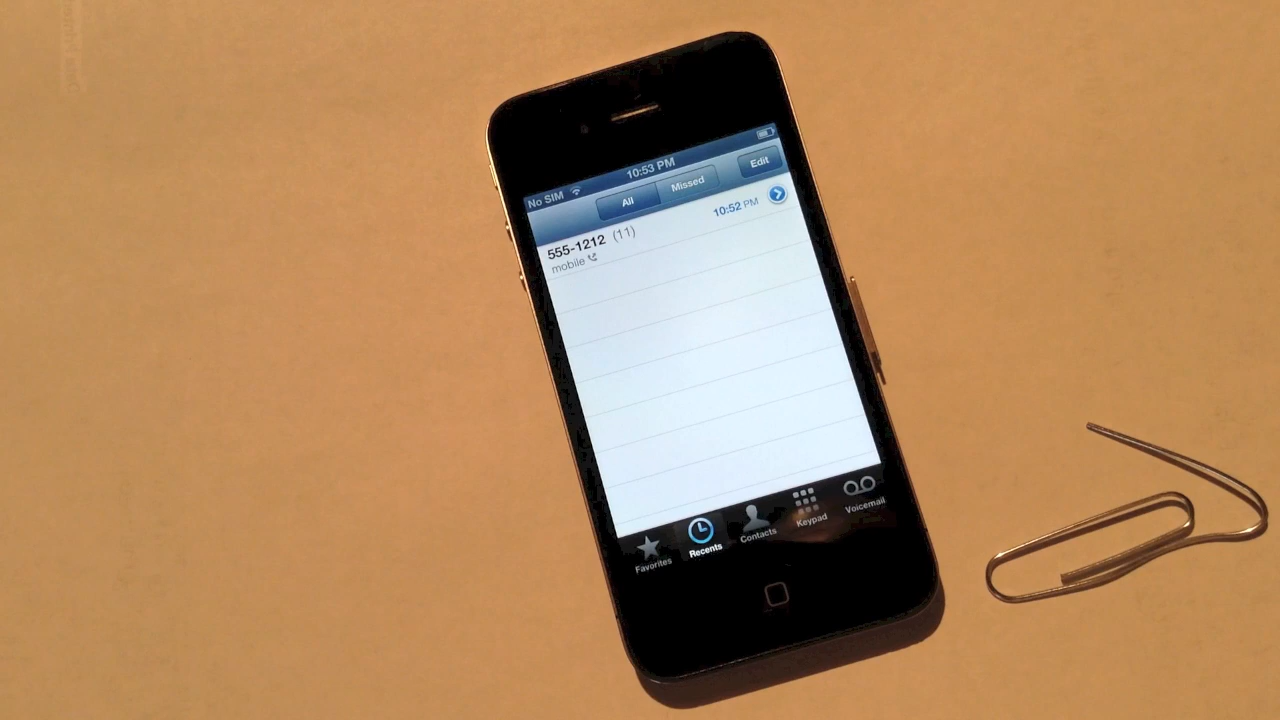 No SIM 10:53 PM
All Missed Edit
555-1212 (11) 10:52 PM
mobile
Favorites Recents Contacts Keypad Voicemail